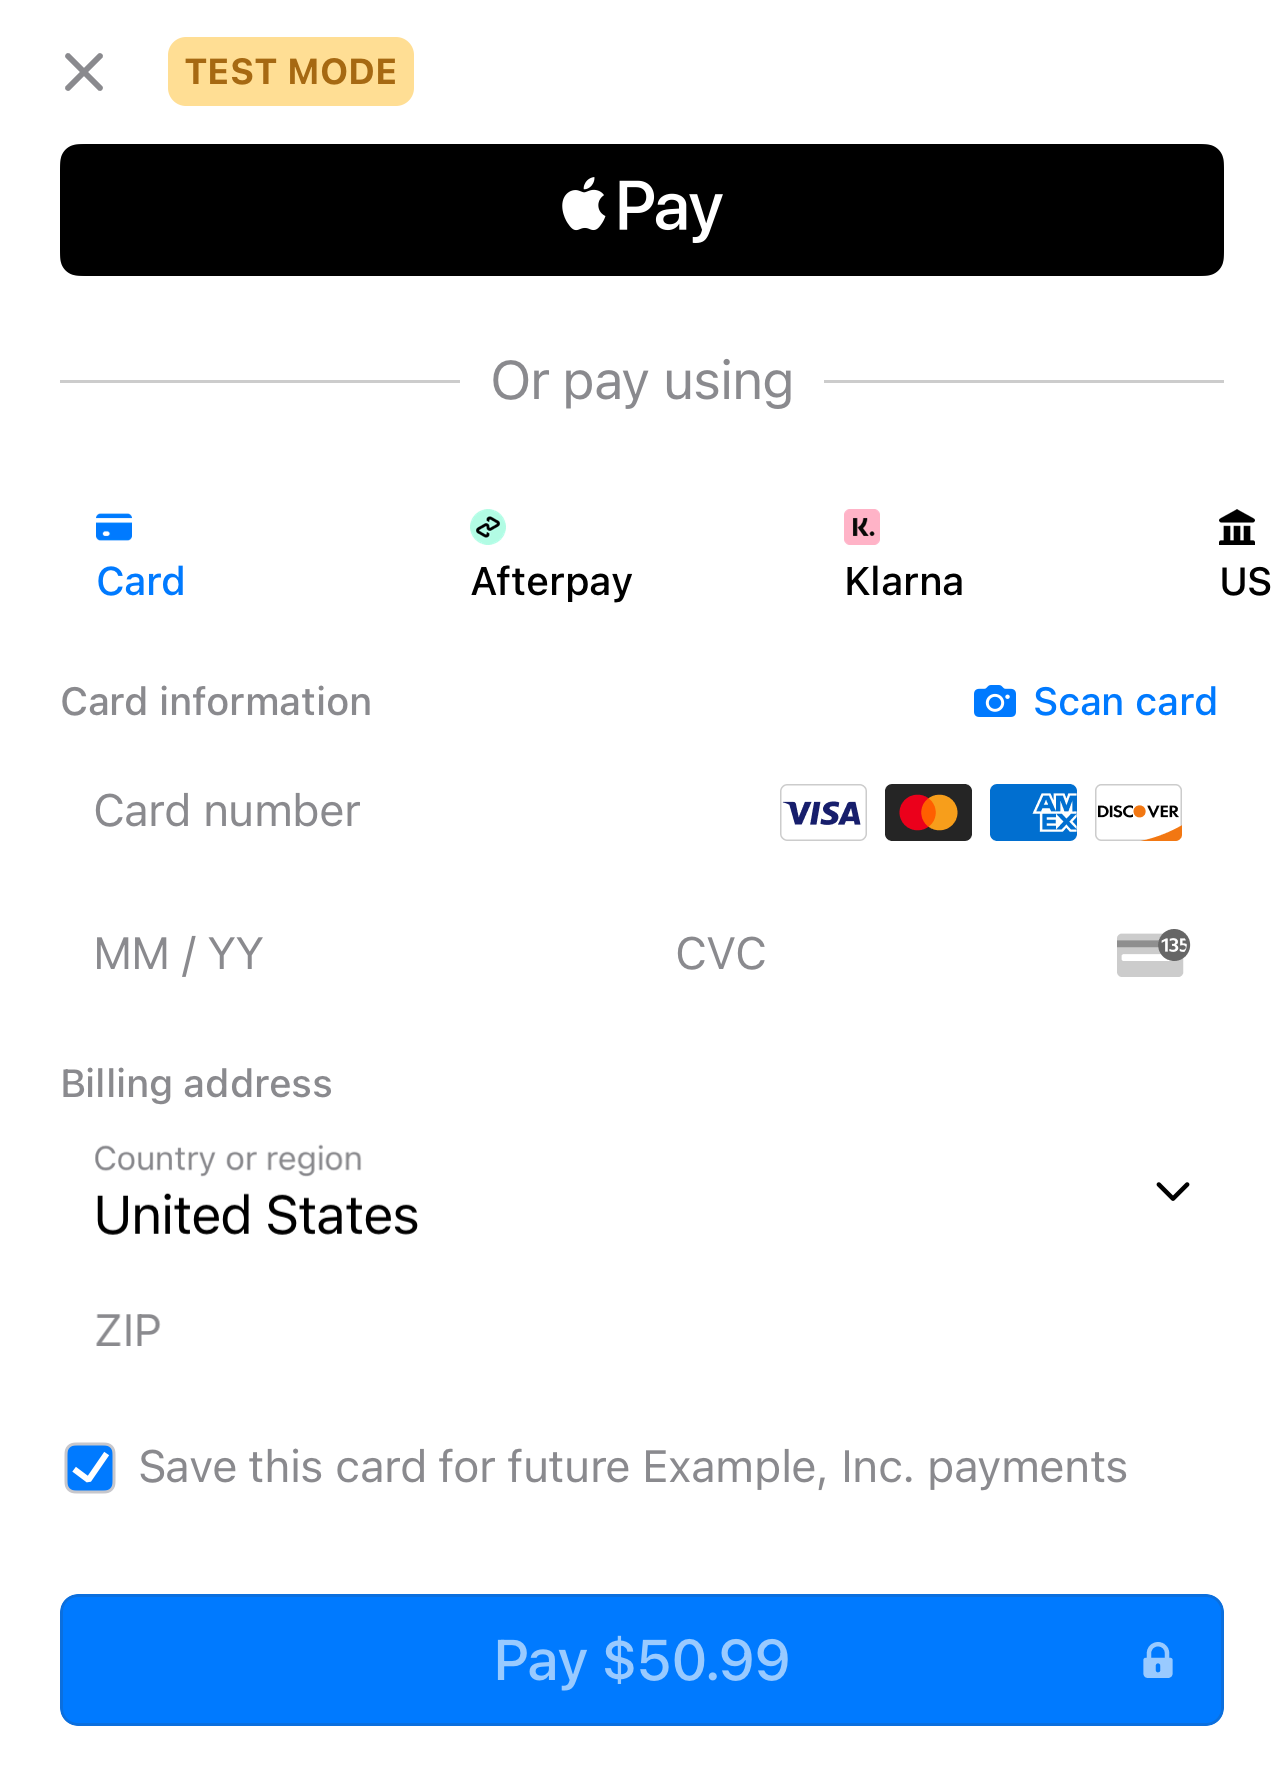 TEST MODE
Pay
Or pay using
K.
Card Afterpay Klarna US
Card information Scan card
Card number VISA AMEX DISCOVER
MM / YY CVC 135
Billing address
Country or region
United States
ZIP
Save this card for future Example, Inc. payments
Pay $50.99